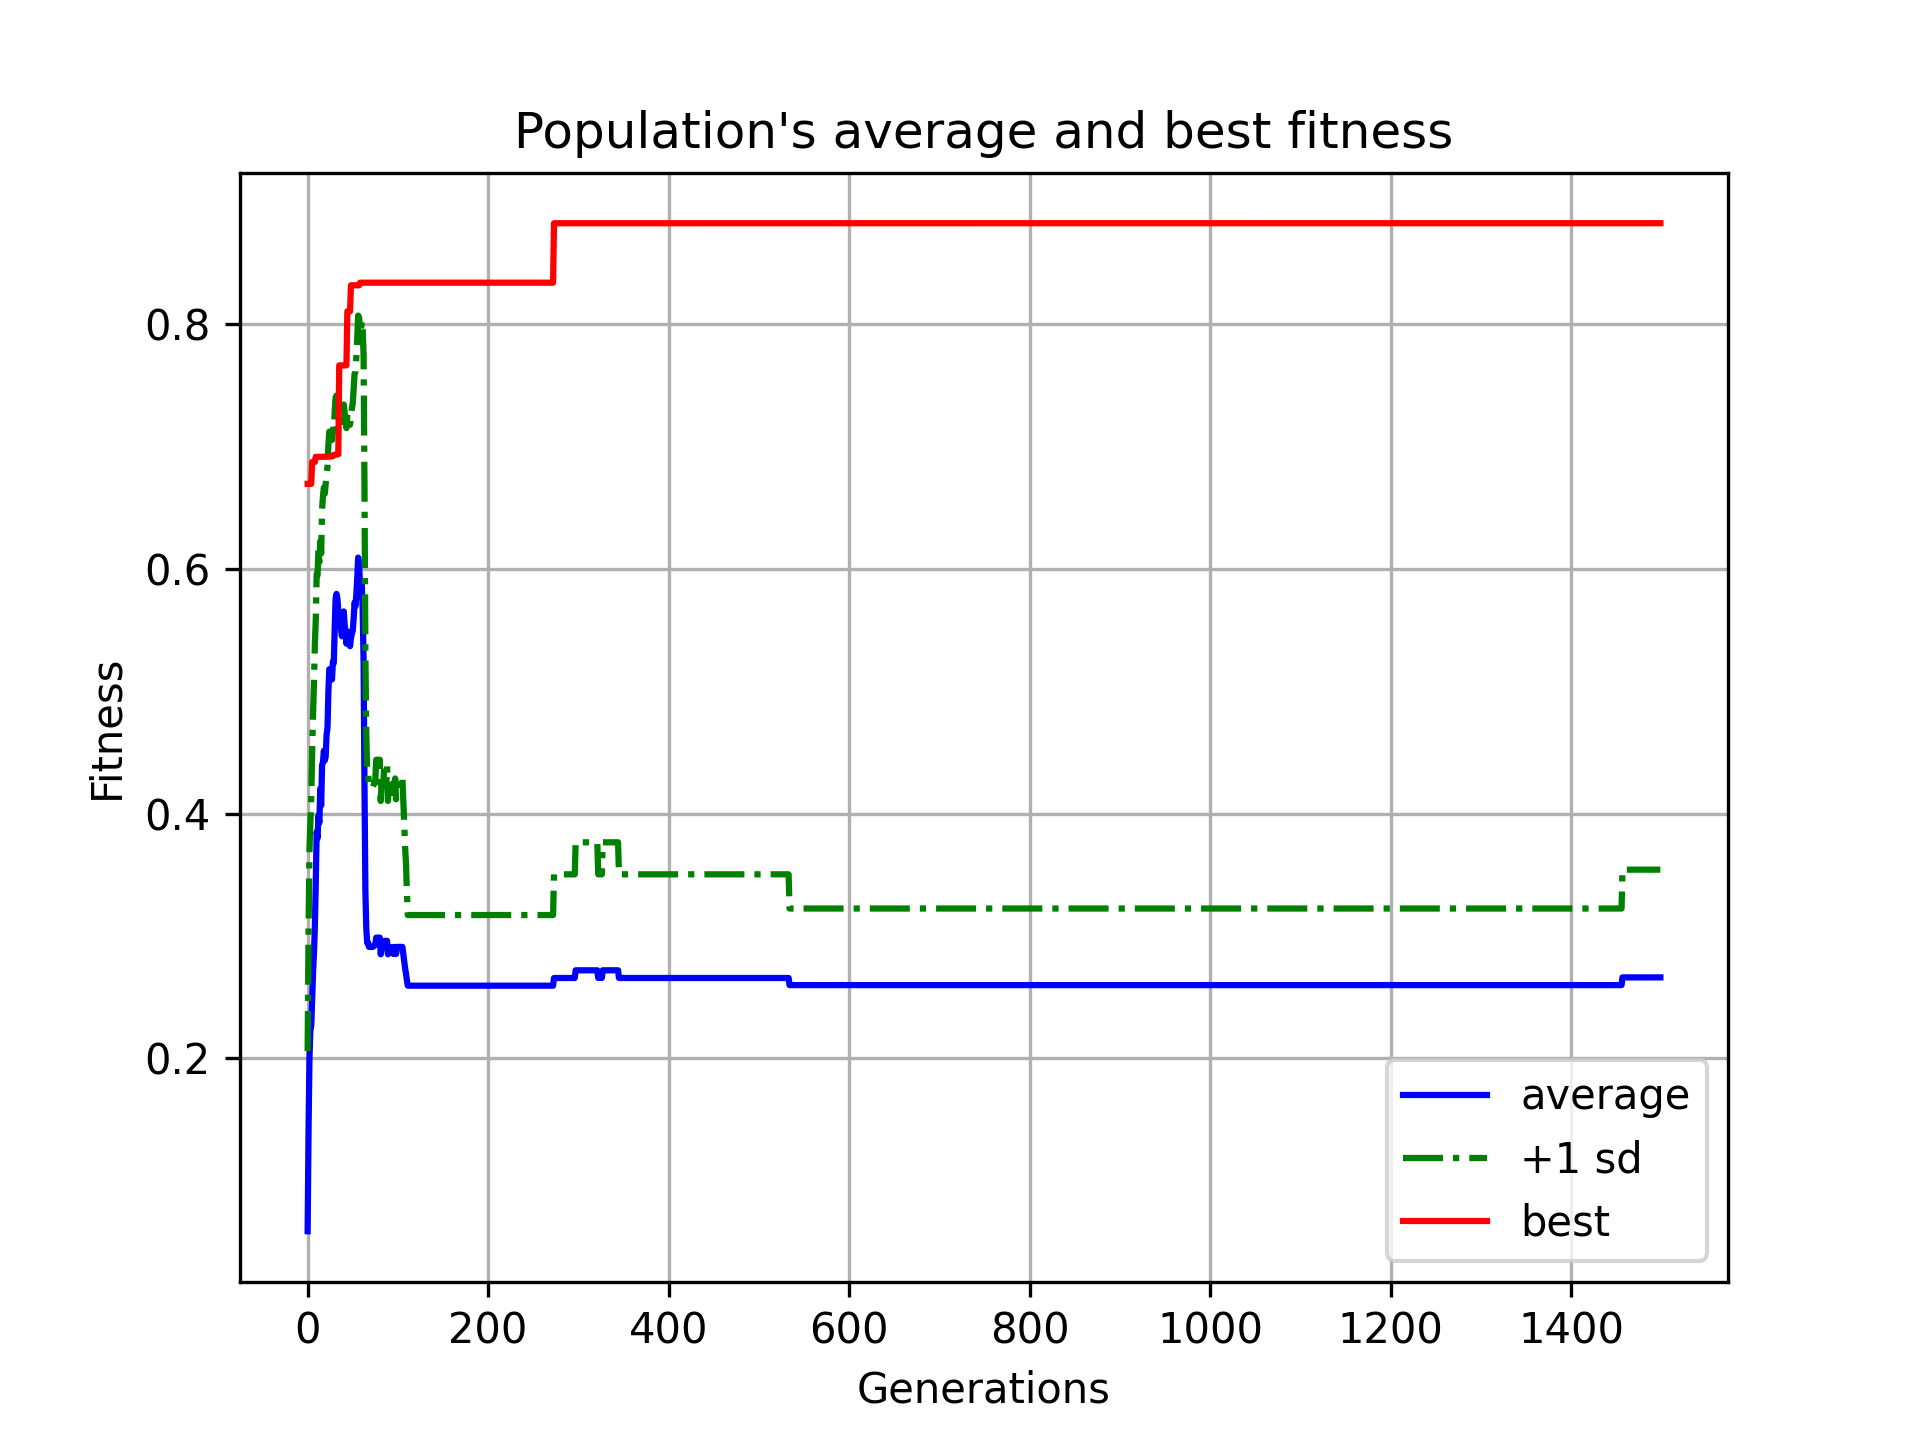 Population's average and best fitness
Fitness
0.8
0.6
0.4
0.2
average
+1 sd
best
0 200 400 600 800 1000 1200 1400
Generations